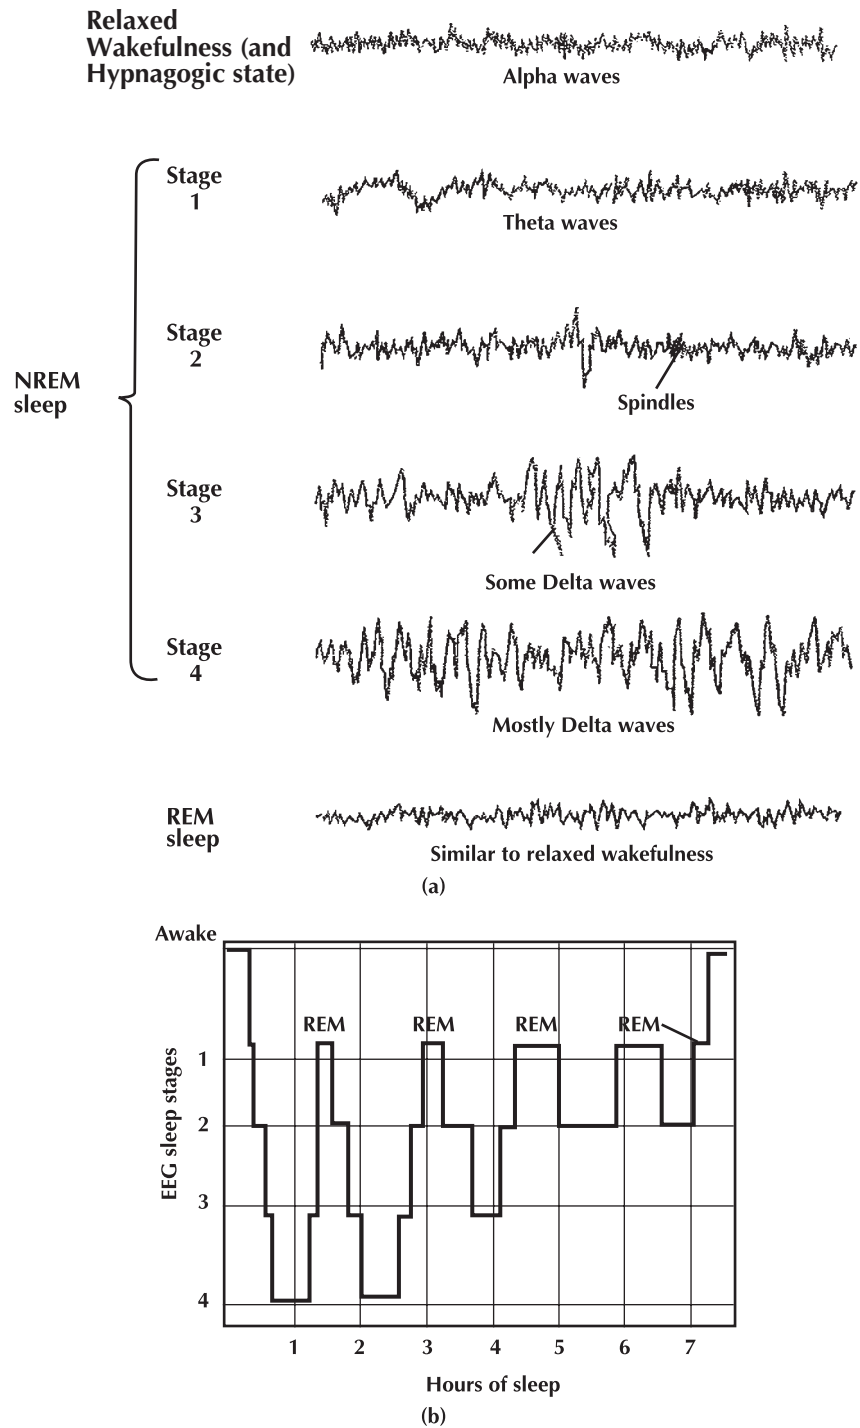 Relaxed
Wakefulness (and
Hypnagogic state)
Alpha waves
Stage
1
Theta waves
Stage
2
Spindles
NREM
sleep
Stage
3
Some Delta waves
Stage
4
Mostly Delta waves
REM
sleep
Similar to relaxed wakefulness
(a)
Awake
REM REM REM REM
EEG sleep stages
1
2
3
4
1 2 3 4 5 6 7
Hours of sleep
(b)